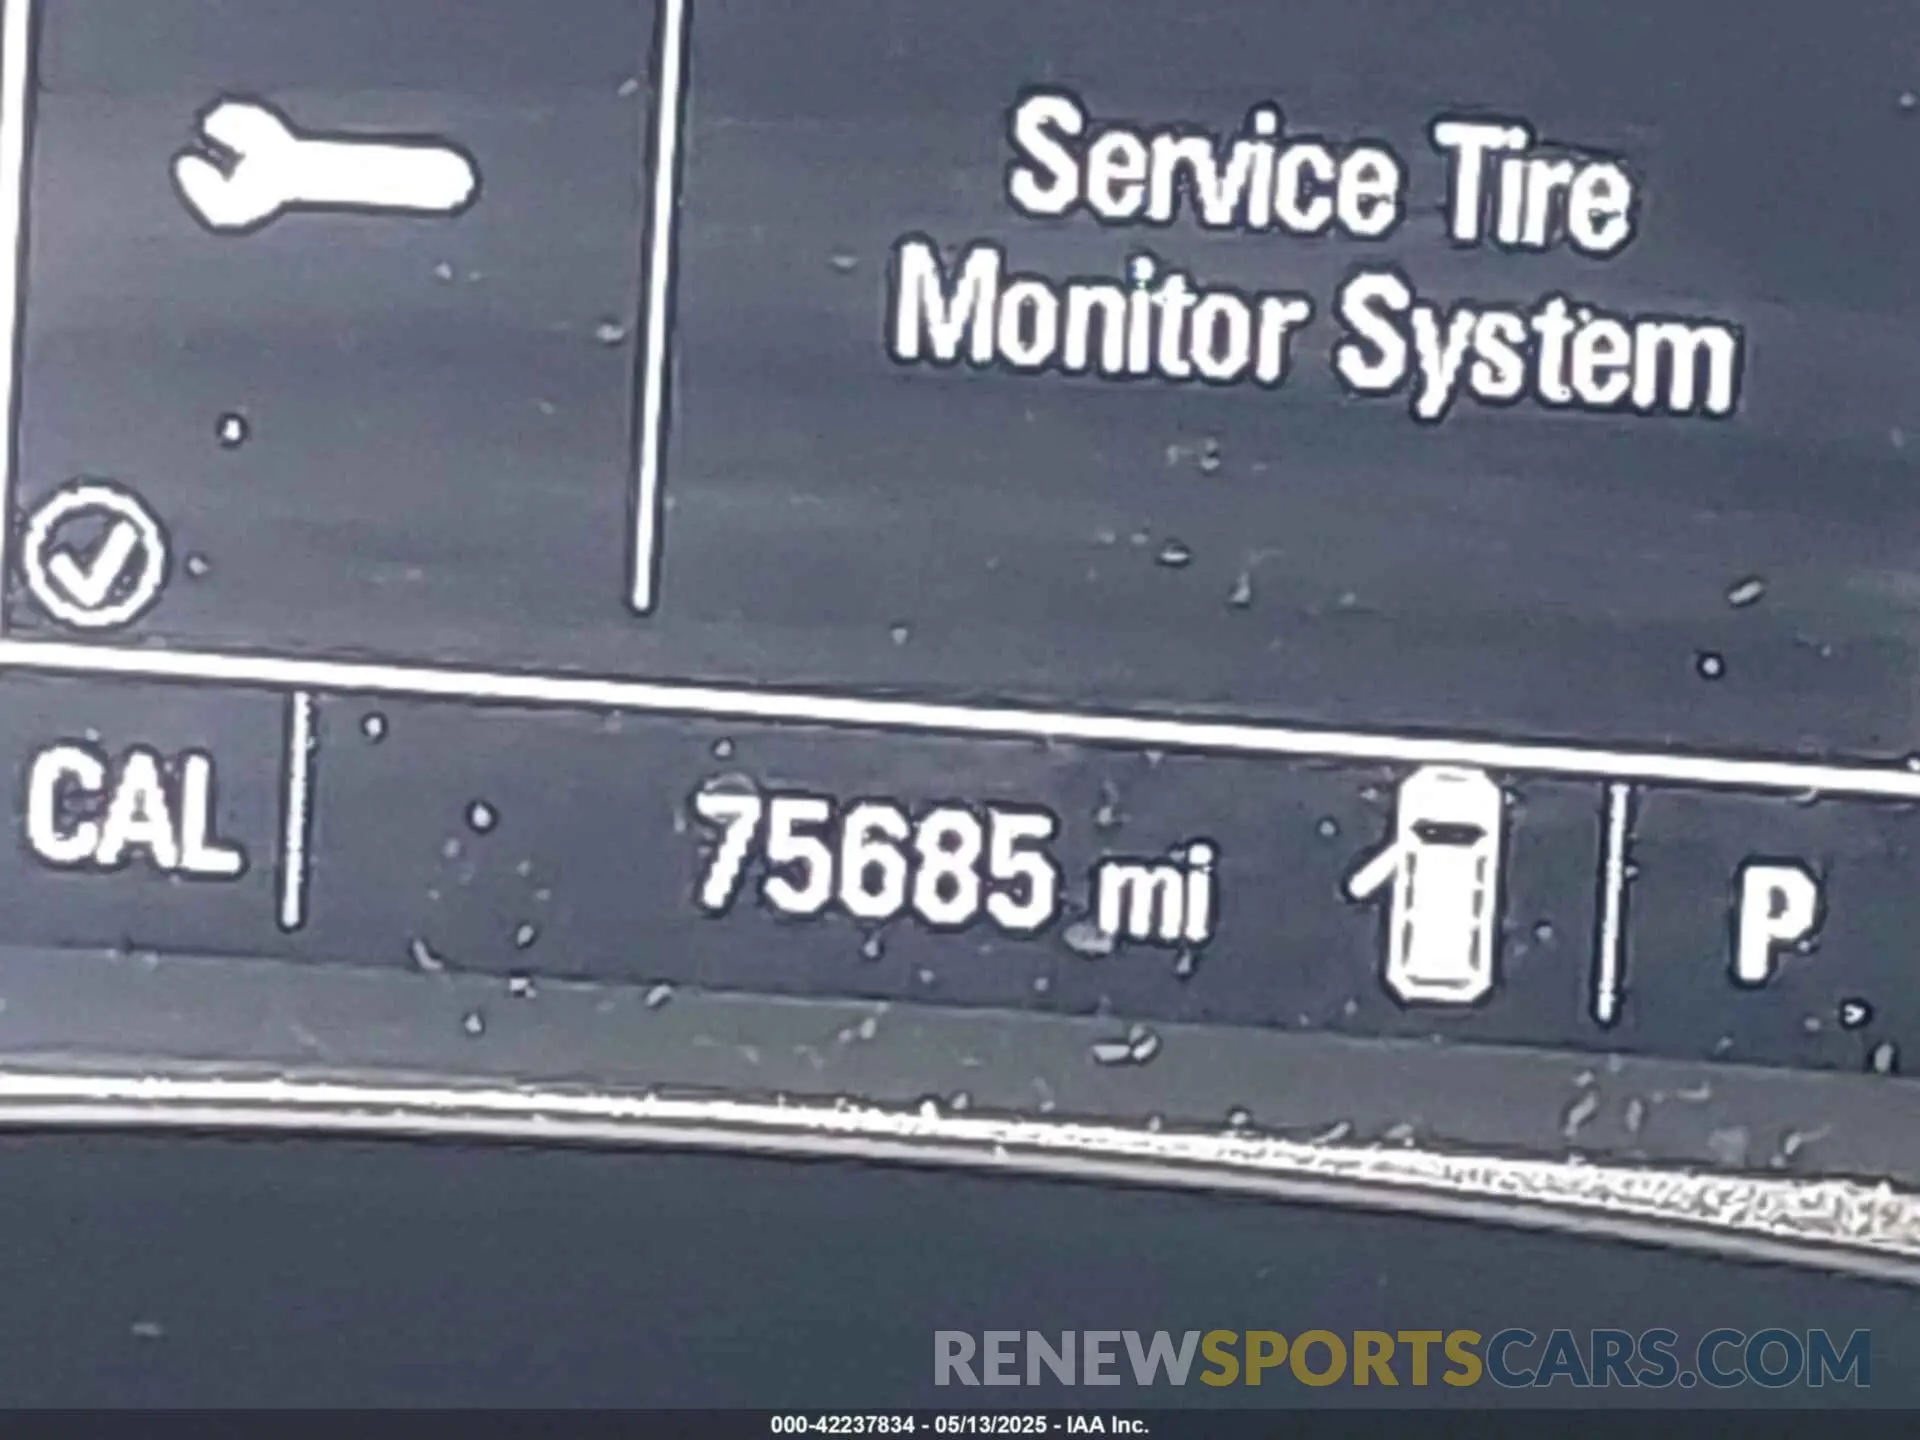 Service Tire
Monitor System
CAL
75685 mi
P
RENEWSPORTSCARS.COM
000-42237834 - 05/13/2025 - IAA Inc.